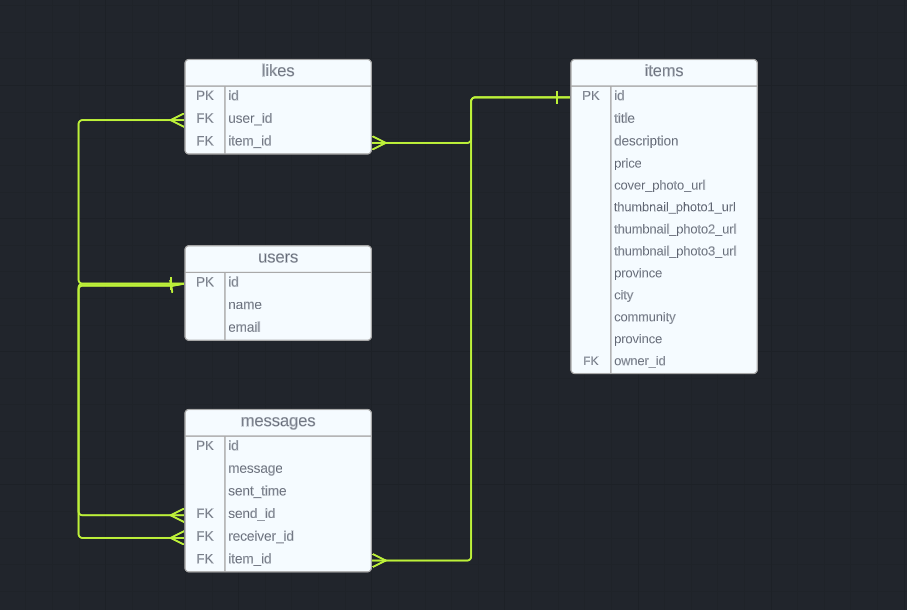 likes
PK id
FK user_id
FK item_id
users
PK id
name
email
messages
PK id
message
sent_time
FK send_id
FK receiver_id
FK item_id
items
PK id
title
description
price
cover_photo_url
thumbnail_photo1_url
thumbnail_photo2_url
thumbnail_photo3_url
province
city
community
province
FK owner_id